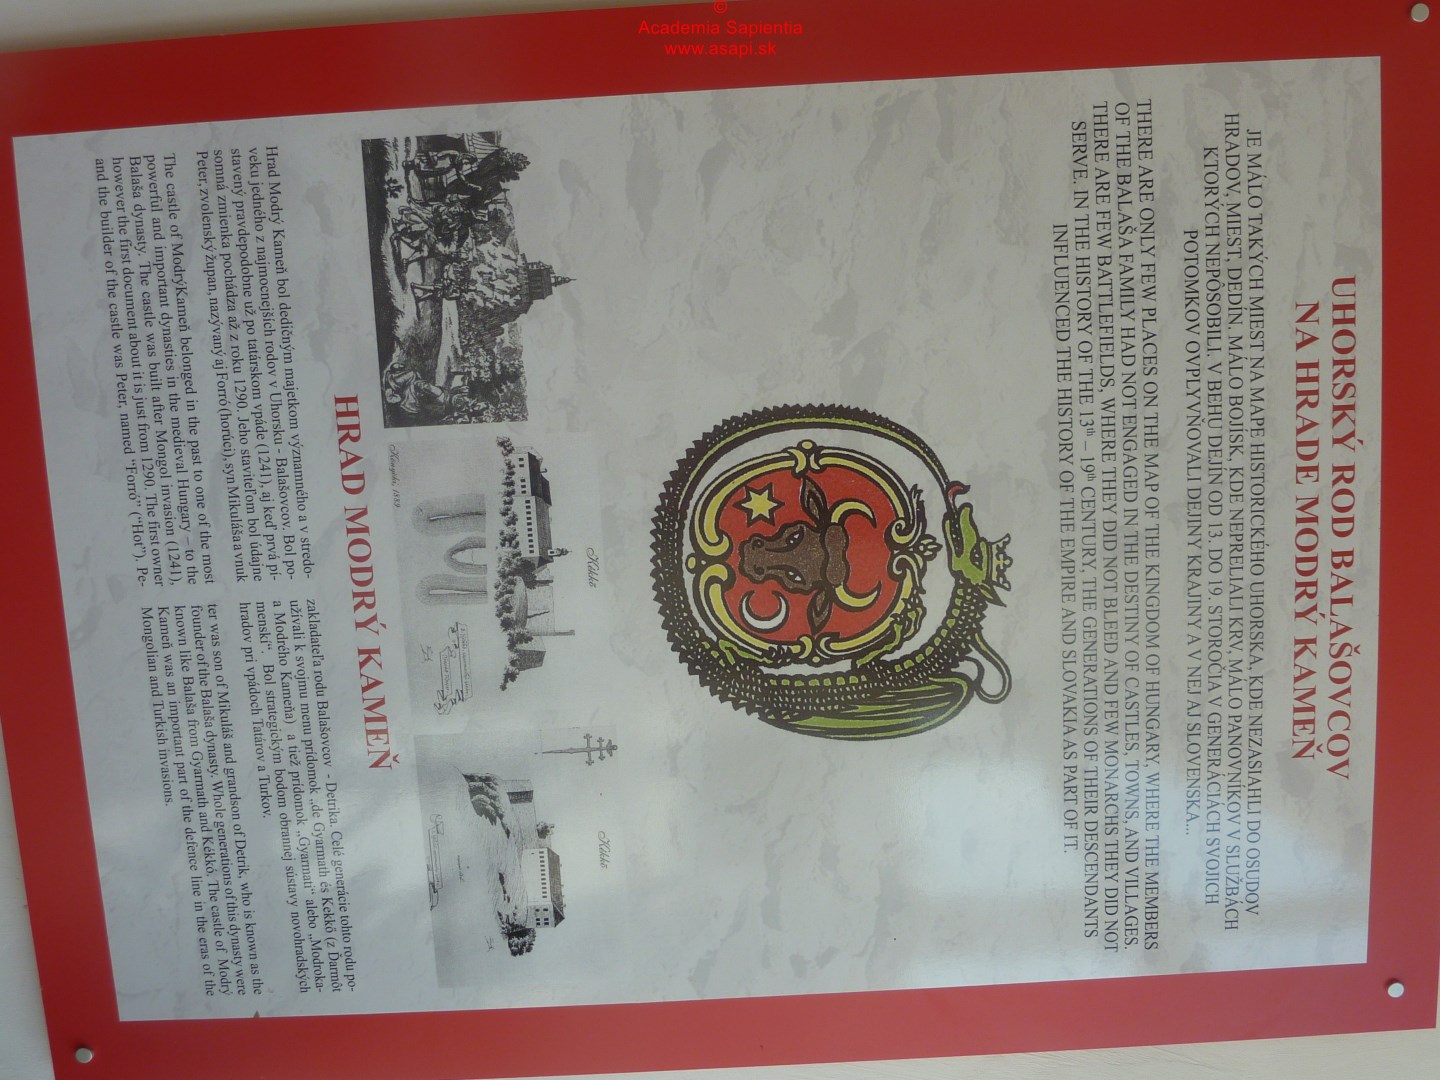 ©
Academia Sapientia
www.asapi.sk
UHORSKÝ ROD BALAŠOVCOV
NA HRADE MODRÝ KAMEŇ
JE MÁLO TAKÝCH MIEST NA MAPE HISTORICKÉHO UHORSKA, KDE NEZASIAHLI DO OSUDOV
HRADOV, MIEST, DEDÍN. MÁLO BOJISK, KDE NEPRELIALI KRV, MÁLO PANOVNÍKOV V SLUŽBÁCH
KTORÝCH NEPÔSOBILI. V BEHU DEJÍN OD 13. DO 19. STOROČIA V GENERÁCIÁCH SVOJICH
POTOMKOV OVPLYVŇOVALI DEJINY KRAJINY A V NEJ AJ SLOVENSKA...
THERE ARE ONLY FEW PLACES ON THE MAP OF THE KINGDOM OF HUNGARY, WHERE THE MEMBERS
OF THE BALAŠA FAMILY HAD NOT ENGAGED IN THE DESTINY OF CASTLES, TOWNS, AND VILLAGES.
THERE ARE FEW BATTLEFIELDS, WHERE THEY DID NOT BLEED AND FEW MONARCHS THEY DID NOT
SERVE. IN THE HISTORY OF THE 13th – 19th CENTURY, THE GENERATIONS OF THEIR DESCENDANTS
INFLUENCED THE HISTORY OF THE EMPIRE AND SLOVAKIA AS PART OF IT.
Kékkő
Kékkő
1889
HRAD MODRÝ KAMEŇ
Hrad Modrý Kameň bol dedičným majetkom významného a v stredo-
veku jedného z najmocnejších rodov v Uhorsku - Balašovcov. Bol po-
stavený pravdepodobne už po tatárskom vpáde (1241), aj keď prvá pí-
somná zmienka pochádza až z roku 1290. Jeho staviteľom bol údajne
Peter, zvolenský župan, nazývaný aj Forró (horúci), syn Mikuláša a vnuk
zakladateľa rodu Balašovcov - Detrika. Celé generácie tohto rodu po-
užívali k svojmu menu prídomok „de Gyarmath és Kekkő (z Ďarmôt
a Modrého Kameňa) a tiež prídomok „Gyarmati“ alebo „Modroka-
menskí“. Bol strategickým bodom obrannej sústavy novohradských
hradov pri vpádoch Tatárov a Turkov.
The castle of ModrýKameň belonged in the past to one of the most
powerful and important dynasties in the medieval Hungary – to the
Balaša dynasty. The castle was built after Mongol invasion (1241),
however the first document about it is just from 1290. The first owner
and the builder of the castle was Peter, named “Forró” (“Hot”). Pe-
ter was son of Mikuláš and grandson of Detrik, who is known as the
founder of the Balaša dynasty. Whole generations of this dynasty were
known like Balaša from Gyarmath and Kékkő. The castle of Modrý
Kameň was an important part of the defence line in the eras of the
Mongolian and Turkish invasions.